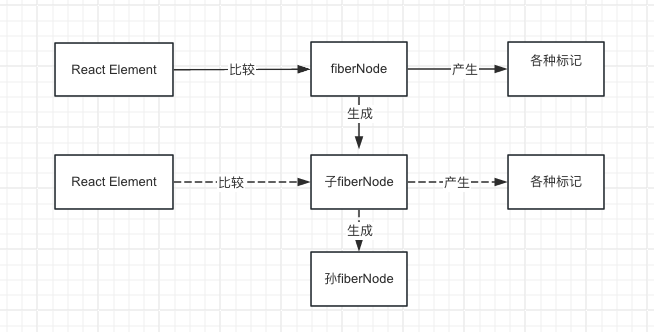 React Element
比较
fiberNode
产生
各种标记
生成
React Element
比较
子fiberNode
产生
各种标记
生成
孙fiberNode